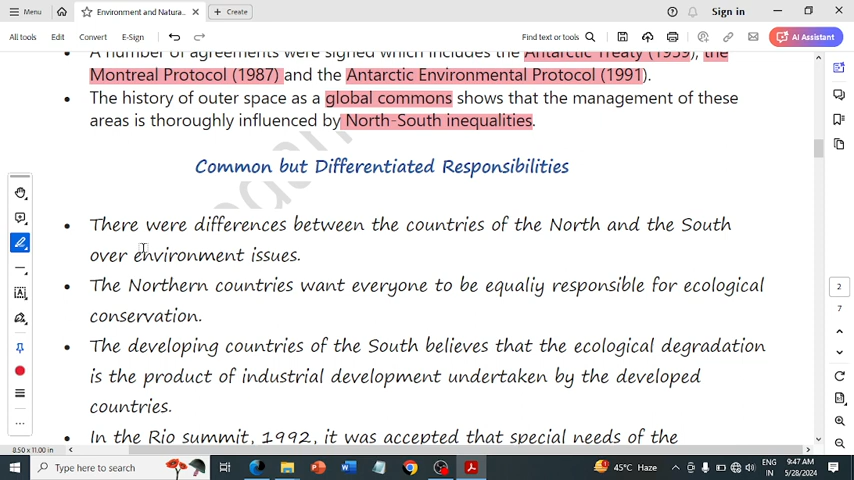 Menu
Environment and Natura...
Create
Sign in
All tools
Edit
Convert
E-Sign
Find text or tools
AI Assistant
A number of agreements were signed which includes the Antarctic Treaty (1959), the
Montreal Protocol (1987) and the Antarctic Environmental Protocol (1991).
• The history of outer space as a global commons shows that the management of these
areas is thoroughly influenced by North-South inequalities.
Common but Differentiated Responsibilities
• There were differences between the countries of the North and the South
over environment issues.
• The Northern countries want everyone to be equally responsible for ecological
conservation.
• The developing countries of the South believes that the ecological degradation
is the product of industrial development undertaken by the developed
countries.
• In the Rio summit, 1992, it was accepted that special needs of the
2
7
8.50 x 11.00 in
Type here to search
45°C Haze
ENG
IN
9:47 AM
5/28/2024